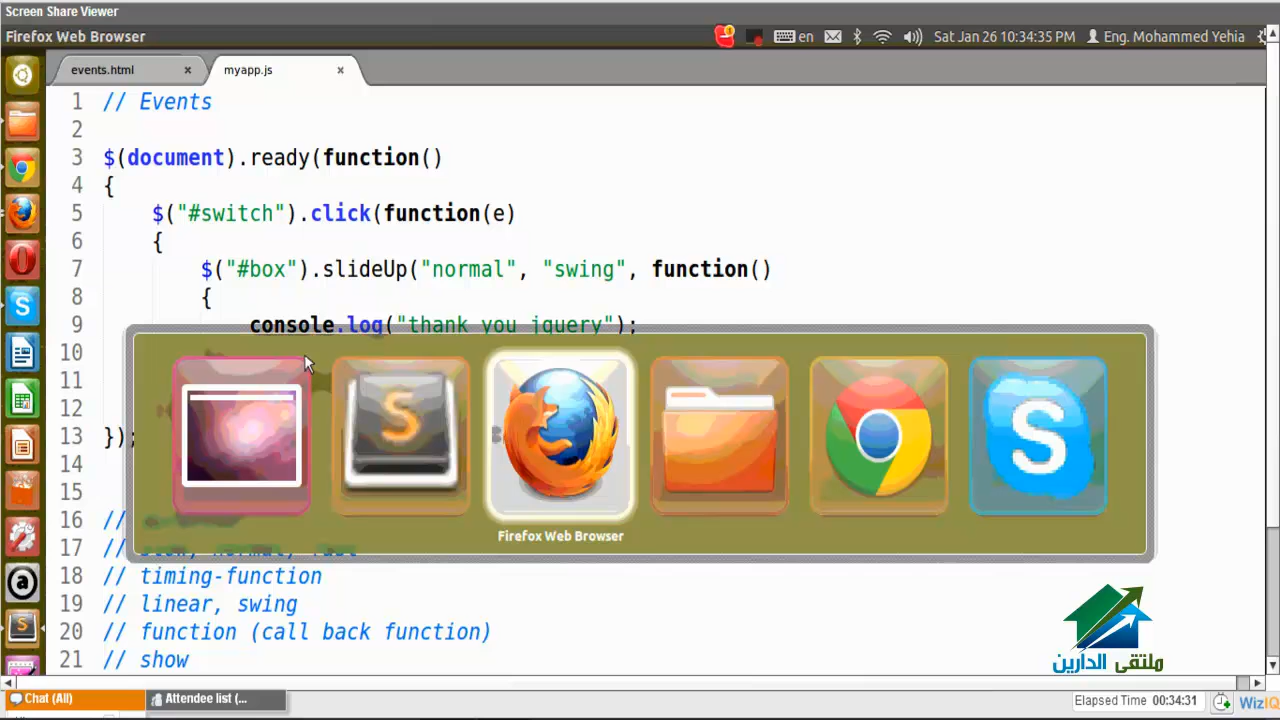 Screen Share Viewer
Firefox Web Browser
en
Sat Jan 26 10:34:35 PM
Eng. Mohammed Yehia
events.html × myapp.js ×
1 // Events
2
3 $(document).ready(function()
4 {
5 $("#switch").click(function(e)
6 {
7 $("#box").slideUp("normal", "swing", function()
8 {
9 console.log("thank you jquery");
10
11
12
13 });
14
15
16 //
17 // slow, normal, fast
18 // timing-function
19 // linear, swing
20 // function (call back function)
21 // show
Firefox Web Browser
ملتقى الدارين
Chat (All)
Attendee list (...
Elapsed Time 00:34:31
WizIQ